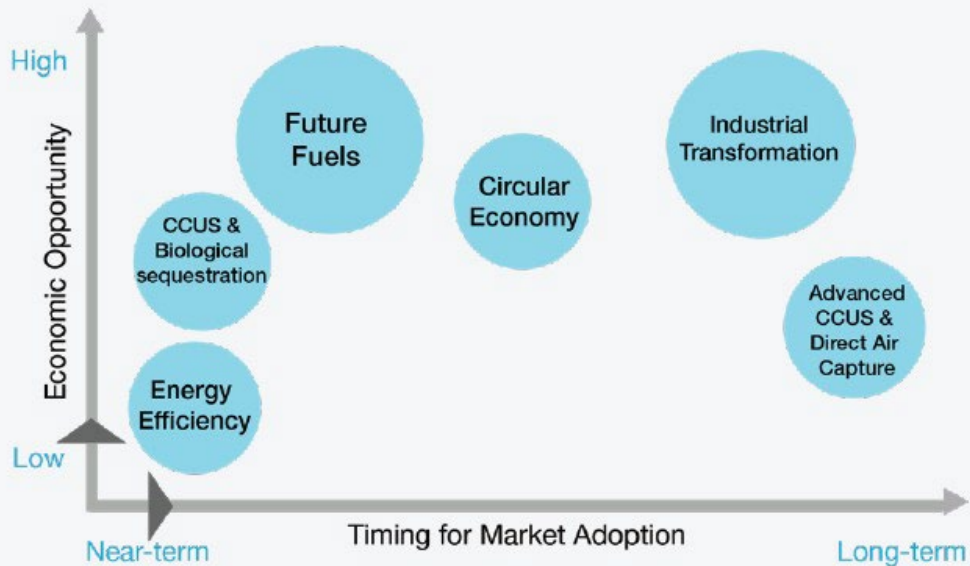 High
Economic Opportunity
Low
Future
Fuels
Industrial
Transformation
Circular
Economy
CCUS &
Biological
sequestration
Advanced
CCUS &
Direct Air
Capture
Energy
Efficiency
Timing for Market Adoption
Near-term
Long-term